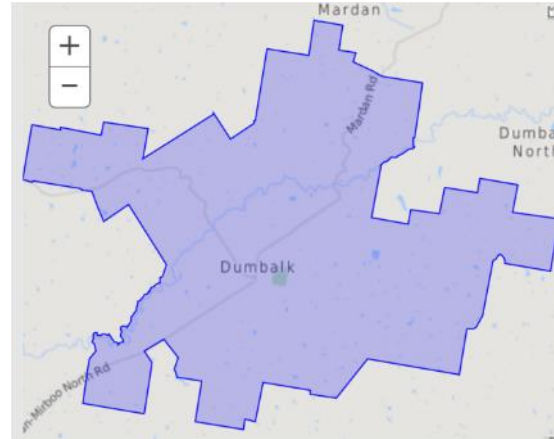 Mardan
+
−
Mardan Rd
Dumba
North
Dumbalk
n-Mirboo North Rd